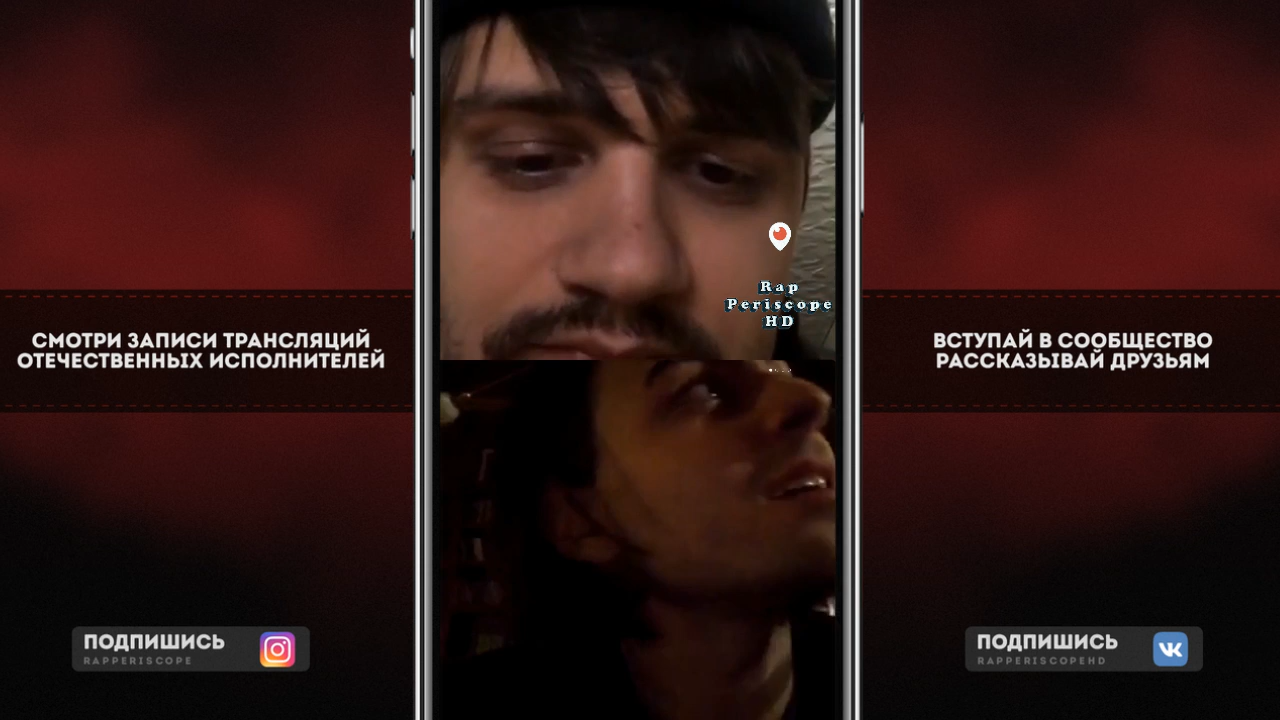 СМОТРИ ЗАПИСИ ТРАНСЛЯЦИЙ
ОТЕЧЕСТВЕННЫХ ИСПОЛНИТЕЛЕЙ
ПОДПИШИСЬ
RAPPERISCOPE
Rap
Periscope
HD
ВСТУПАЙ В СООБЩЕСТВО
РАССКАЗЫВАЙ ДРУЗЬЯМ
ПОДПИШИСЬ
RAPPERISCOPEHD